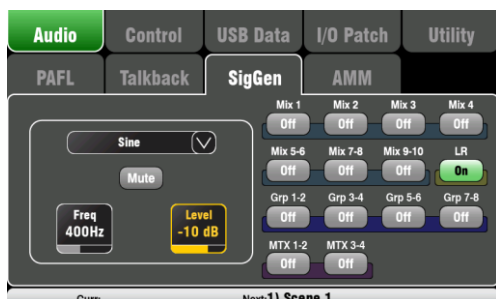 Audio Control USB Data I/O Patch Utility
PAFL Talkback SigGen AMM
Mix 1 Mix 2 Mix 3 Mix 4
Off Off Off Off
Sine
Mix 5-6 Mix 7-8 Mix 9-10 LR
Off Off Off On
Mute
Grp 1-2 Grp 3-4 Grp 5-6 Grp 7-8
Off Off Off Off
Freq Level
400Hz -10 dB
MTX 1-2 MTX 3-4
Off Off
Curr: Next:1) Scene 1